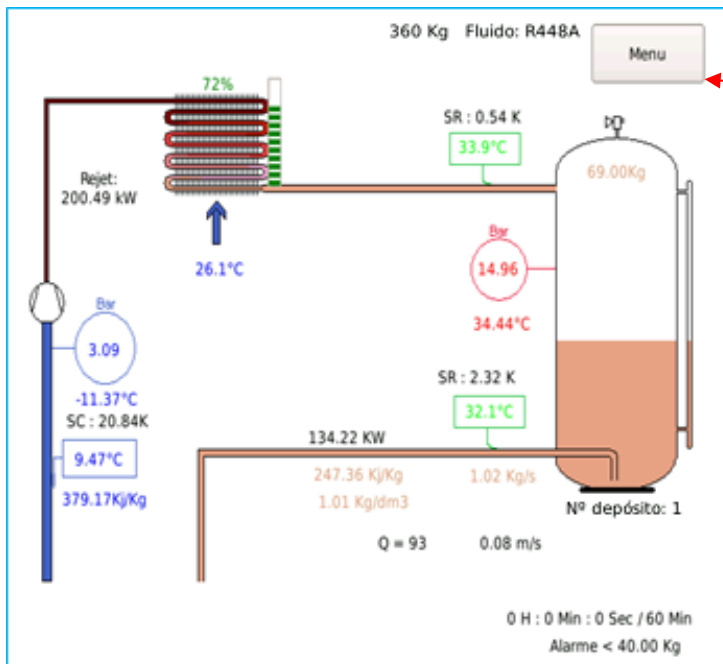 360 Kg Fluido: R448A
Menu
72%
SR : 0.54 K
33.9°C
69.00Kg
Rejet:
200.49 kW
26.1°C
Bar
14.96
34.44°C
Bar
3.09
-11.37°C
SC : 20.84K
9.47°C
379.17Kj/Kg
SR : 2.32 K
32.1°C
134.22 KW
247.36 Kj/Kg 1.02 Kg/s
1.01 Kg/dm3
Nº depósito: 1
Q = 93 0.08 m/s
0 H : 0 Min : 0 Sec / 60 Min
Alarme < 40.00 Kg